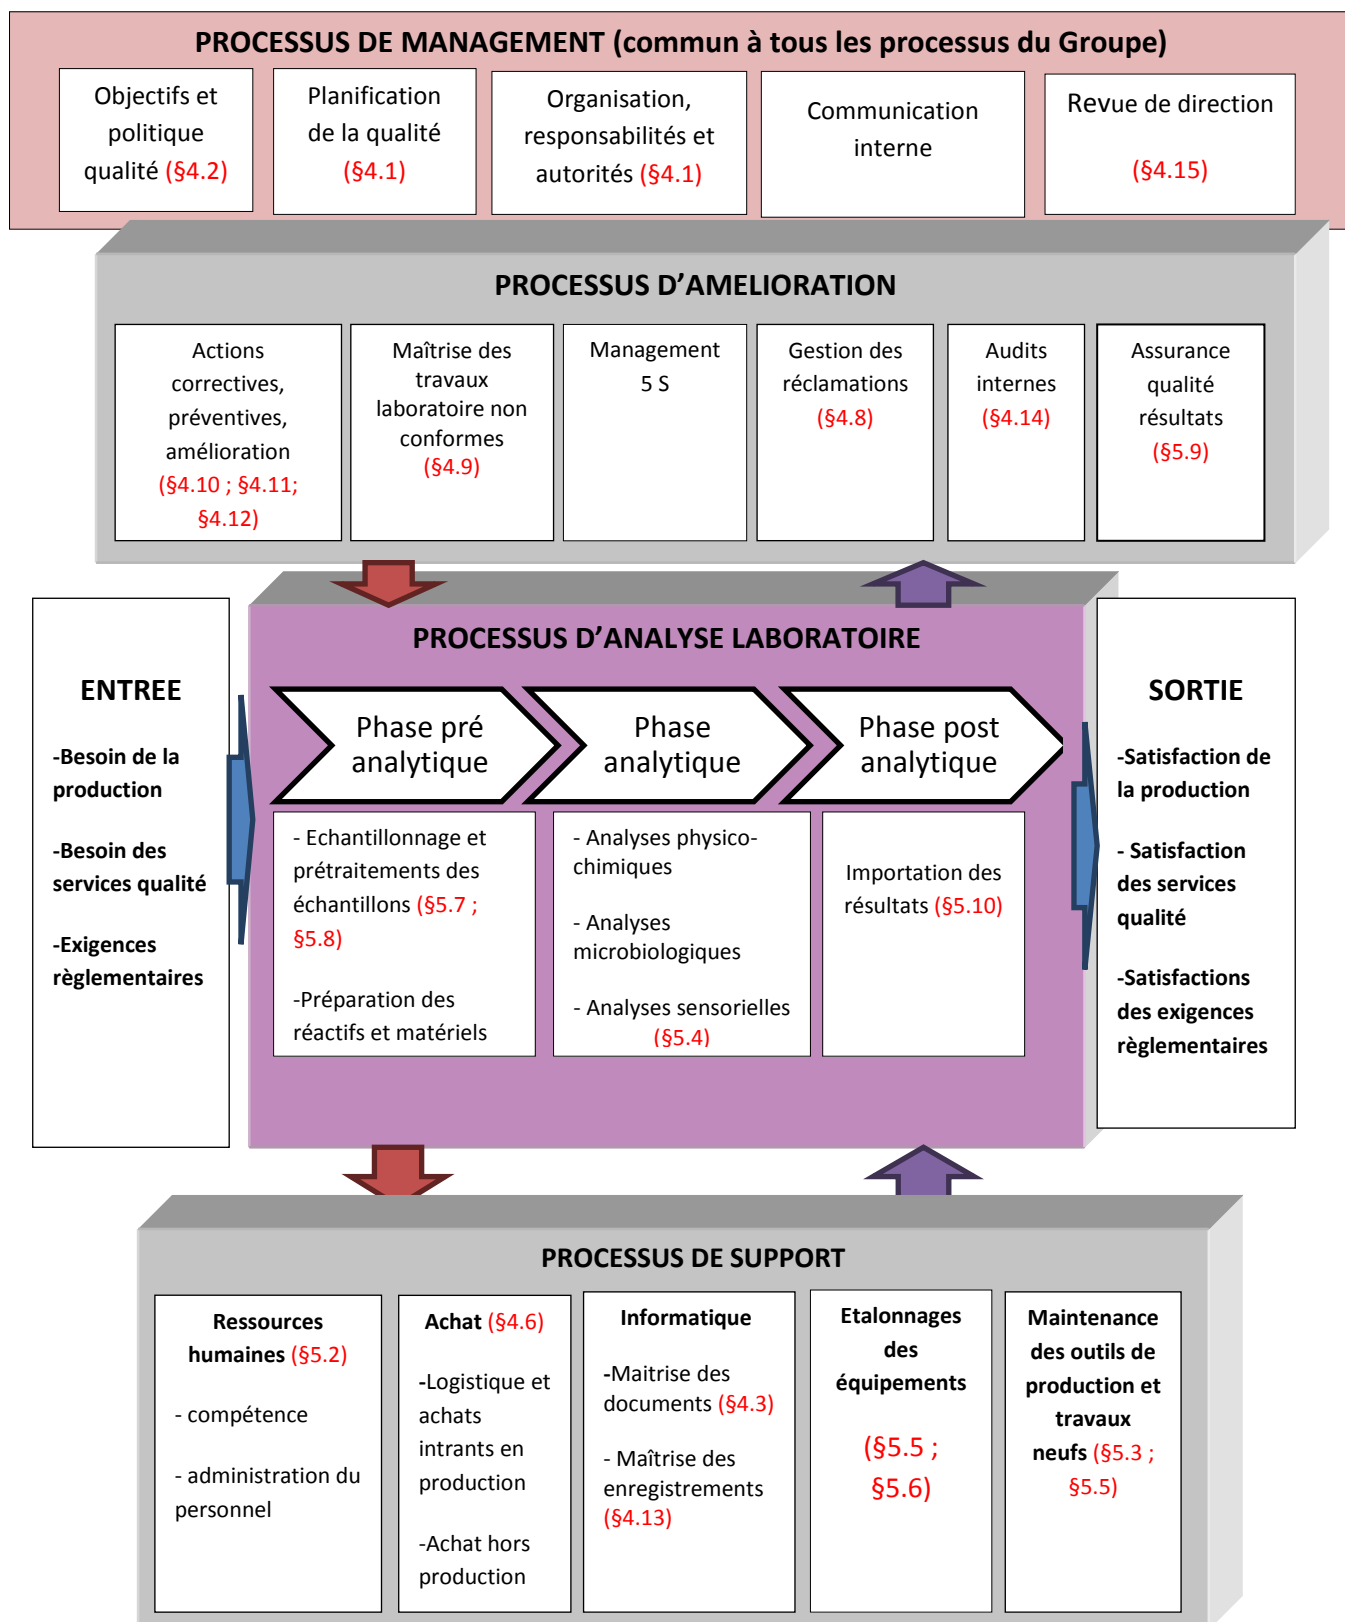 PROCESSUS DE MANAGEMENT (commun à tous les processus du Groupe)
Objectifs et
politique
qualité (§4.2)
Planification
de la qualité
(§4.1)
Organisation,
responsabilités et
autorités (§4.1)
Communication
interne
Revue de direction
(§4.15)
PROCESSUS D’AMELIORATION
Actions
correctives,
préventives,
amélioration
(§4.10 ; §4.11;
§4.12)
Maîtrise des
travaux
laboratoire non
conformes
(§4.9)
Management
5 S
Gestion des
réclamations
(§4.8)
Audits
internes
(§4.14)
Assurance
qualité
résultats
(§5.9)
ENTREE
-Besoin de la
production
-Besoin des
services qualité
-Exigences
règlementaires
PROCESSUS D’ANALYSE LABORATOIRE
Phase pré
analytique
Phase
analytique
Phase post
analytique
- Echantillonnage et
prétraitements des
échantillons (§5.7 ;
§5.8)
-Préparation des
réactifs et matériels
- Analyses physico-
chimiques
- Analyses
microbiologiques
- Analyses sensorielles
(§5.4)
Importation des
résultats (§5.10)
SORTIE
-Satisfaction de
la production
- Satisfaction
des services
qualité
-Satisfactions
des exigences
règlementaires
PROCESSUS DE SUPPORT
Ressources
humaines (§5.2)
- compétence
- administration du
personnel
Achat (§4.6)
-Logistique et
achats
intrants en
production
-Achat hors
production
Informatique
-Maitrise des
documents (§4.3)
- Maîtrise des
enregistrements
(§4.13)
Etalonnages
des
équipements
(§5.5 ;
§5.6)
Maintenance
des outils de
production et
travaux
neufs (§5.3 ;
§5.5)